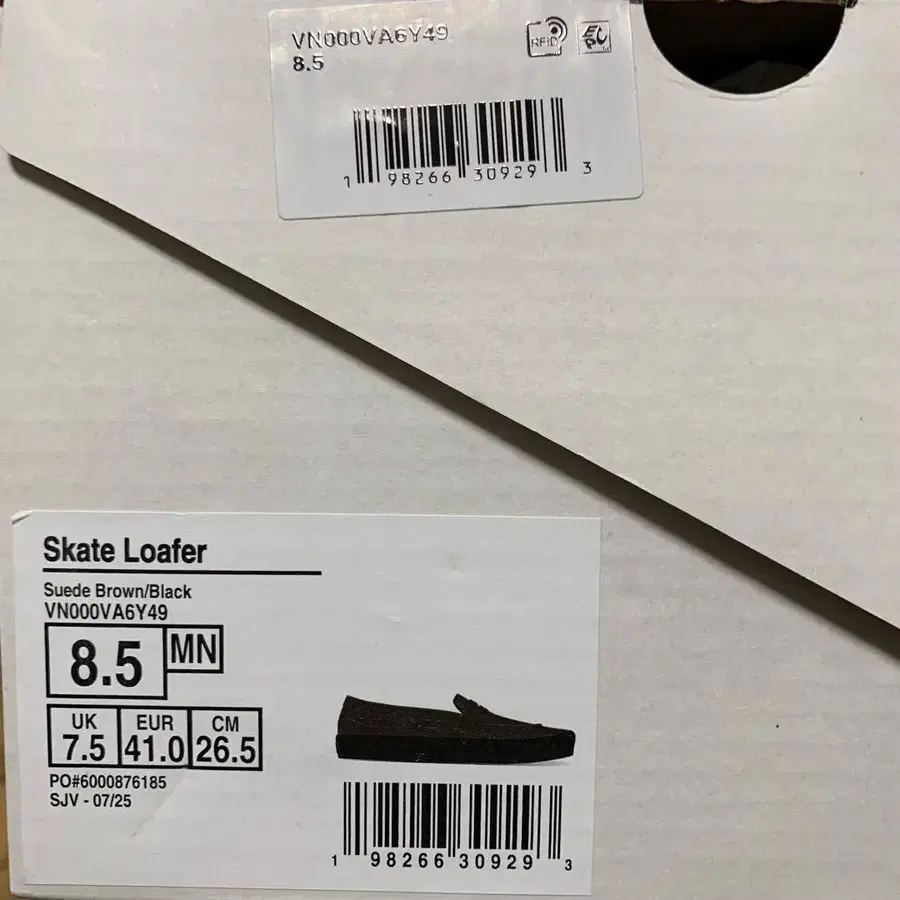 VN000VA6Y49
8.5
RFID
EPC
1 98266 30929 3
Skate Loafer
Suede Brown/Black
VN000VA6Y49
8.5 MN
UK EUR CM
7.5 41.0 26.5
PO#6000876185
SJV - 07/25
1 98266 30929 3